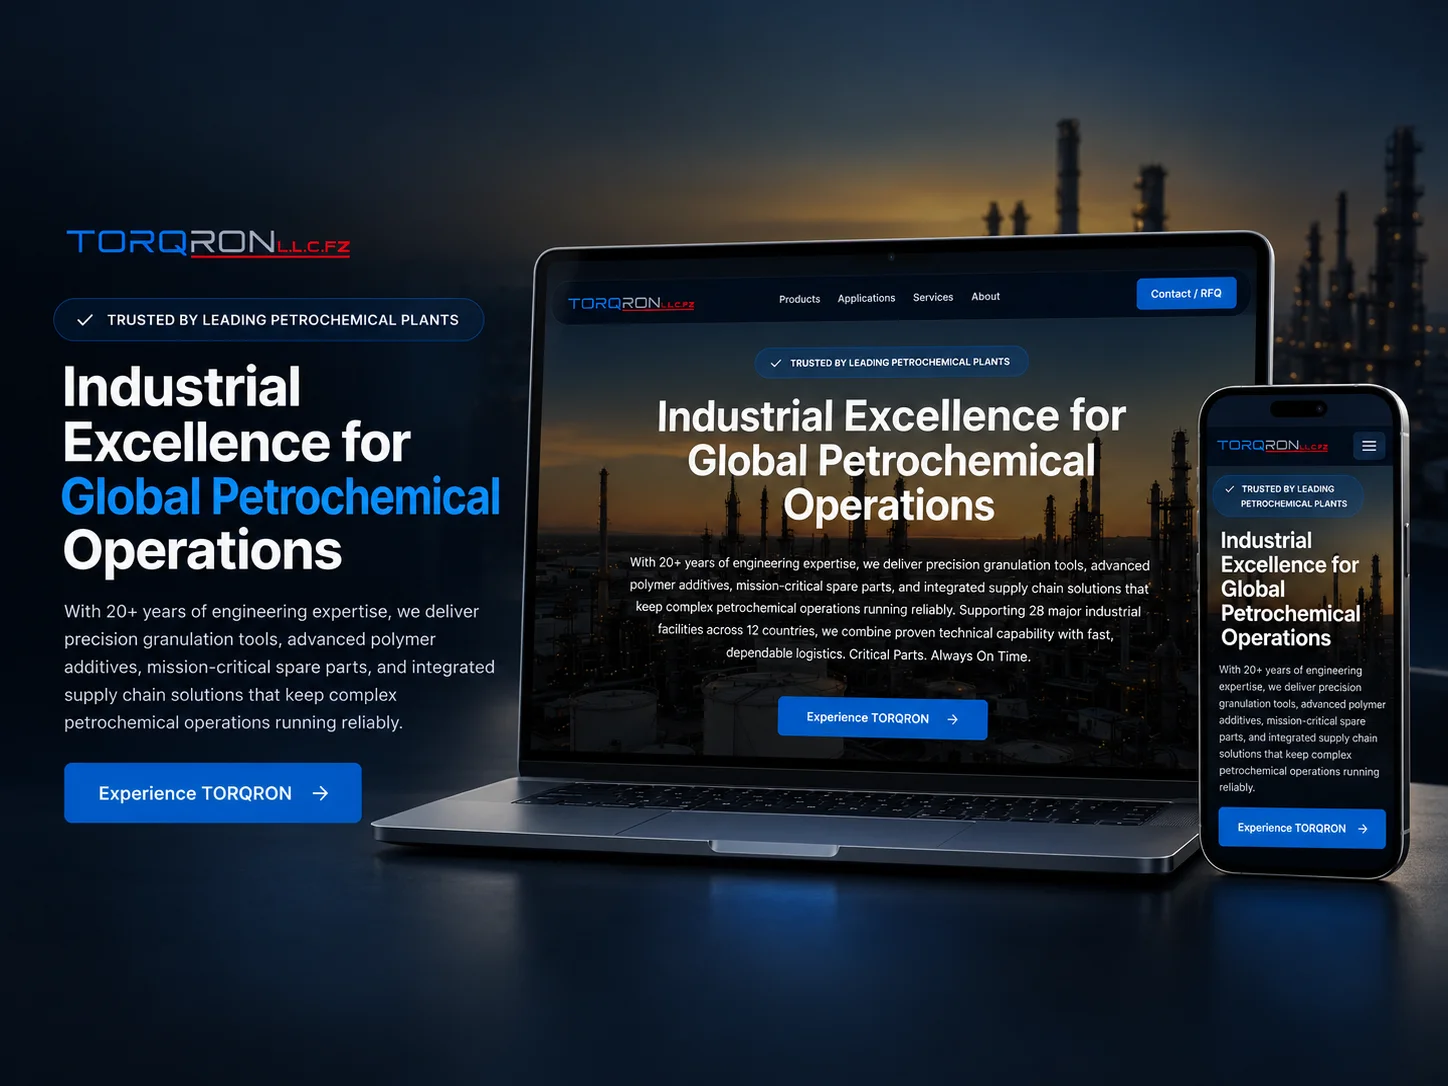 TORQRON L.L.C.FZ
TRUSTED BY LEADING PETROCHEMICAL PLANTS
Industrial
Excellence for
Global Petrochemical
Operations
With 20+ years of engineering expertise, we deliver
precision granulation tools, advanced polymer
additives, mission-critical spare parts, and integrated
supply chain solutions that keep complex
petrochemical operations running reliably.
Experience TORQRON
TORQRON L.L.C.FZ
Products Applications Services About
Contact / RFQ
TRUSTED BY LEADING PETROCHEMICAL PLANTS
Industrial Excellence for
Global Petrochemical
Operations
With 20+ years of engineering expertise, we deliver precision granulation tools, advanced
polymer additives, mission-critical spare parts, and integrated supply chain solutions that
keep complex petrochemical operations running reliably. Supporting 28 major industrial
facilities across 12 countries, we combine proven technical capability with fast,
dependable logistics. Critical Parts. Always On Time.
Experience TORQRON
TORQRON L.L.C.FZ
TRUSTED BY LEADING
PETROCHEMICAL PLANTS
Industrial
Excellence for
Global
Petrochemical
Operations
With 20+ years of engineering
expertise, we deliver precision
granulation tools, advanced polymer
additives, mission-critical spare
parts, and integrated supply chain
solutions that keep complex
petrochemical operations running
reliably.
Experience TORQRON